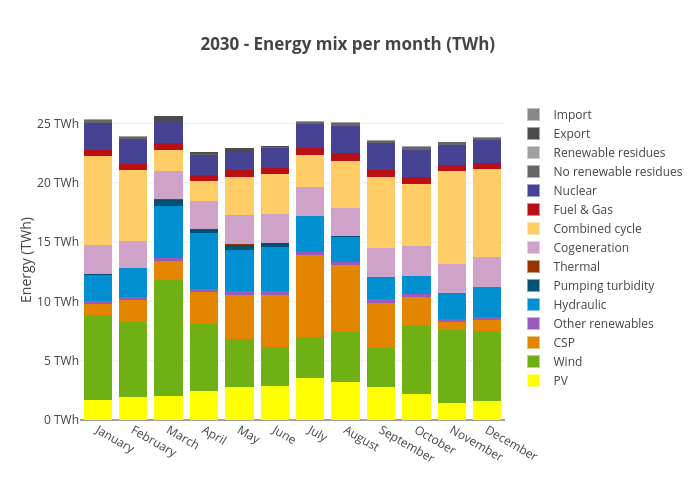 2030 - Energy mix per month (TWh)
Energy (TWh)
25 TWh
20 TWh
15 TWh
10 TWh
5 TWh
0 TWh
January
February
March
April
May
June
July
August
September
October
November
December
Import
Export
Renewable residues
No renewable residues
Nuclear
Fuel & Gas
Combined cycle
Cogeneration
Thermal
Pumping turbidity
Hydraulic
Other renewables
CSP
Wind
PV